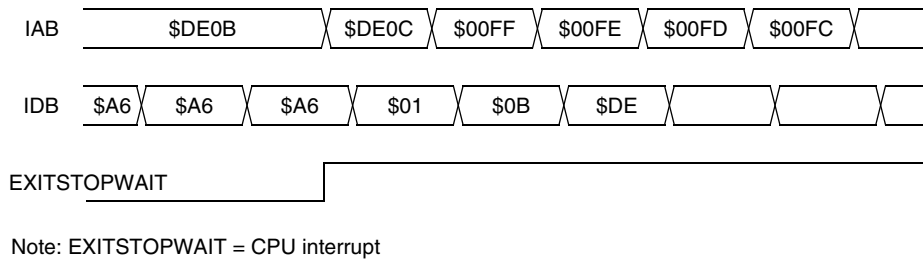 IAB $DE0B $DE0C $00FF $00FE $00FD $00FC
IDB $A6 $A6 $A6 $01 $0B $DE
EXITSTOPWAIT
Note: EXITSTOPWAIT = CPU interrupt